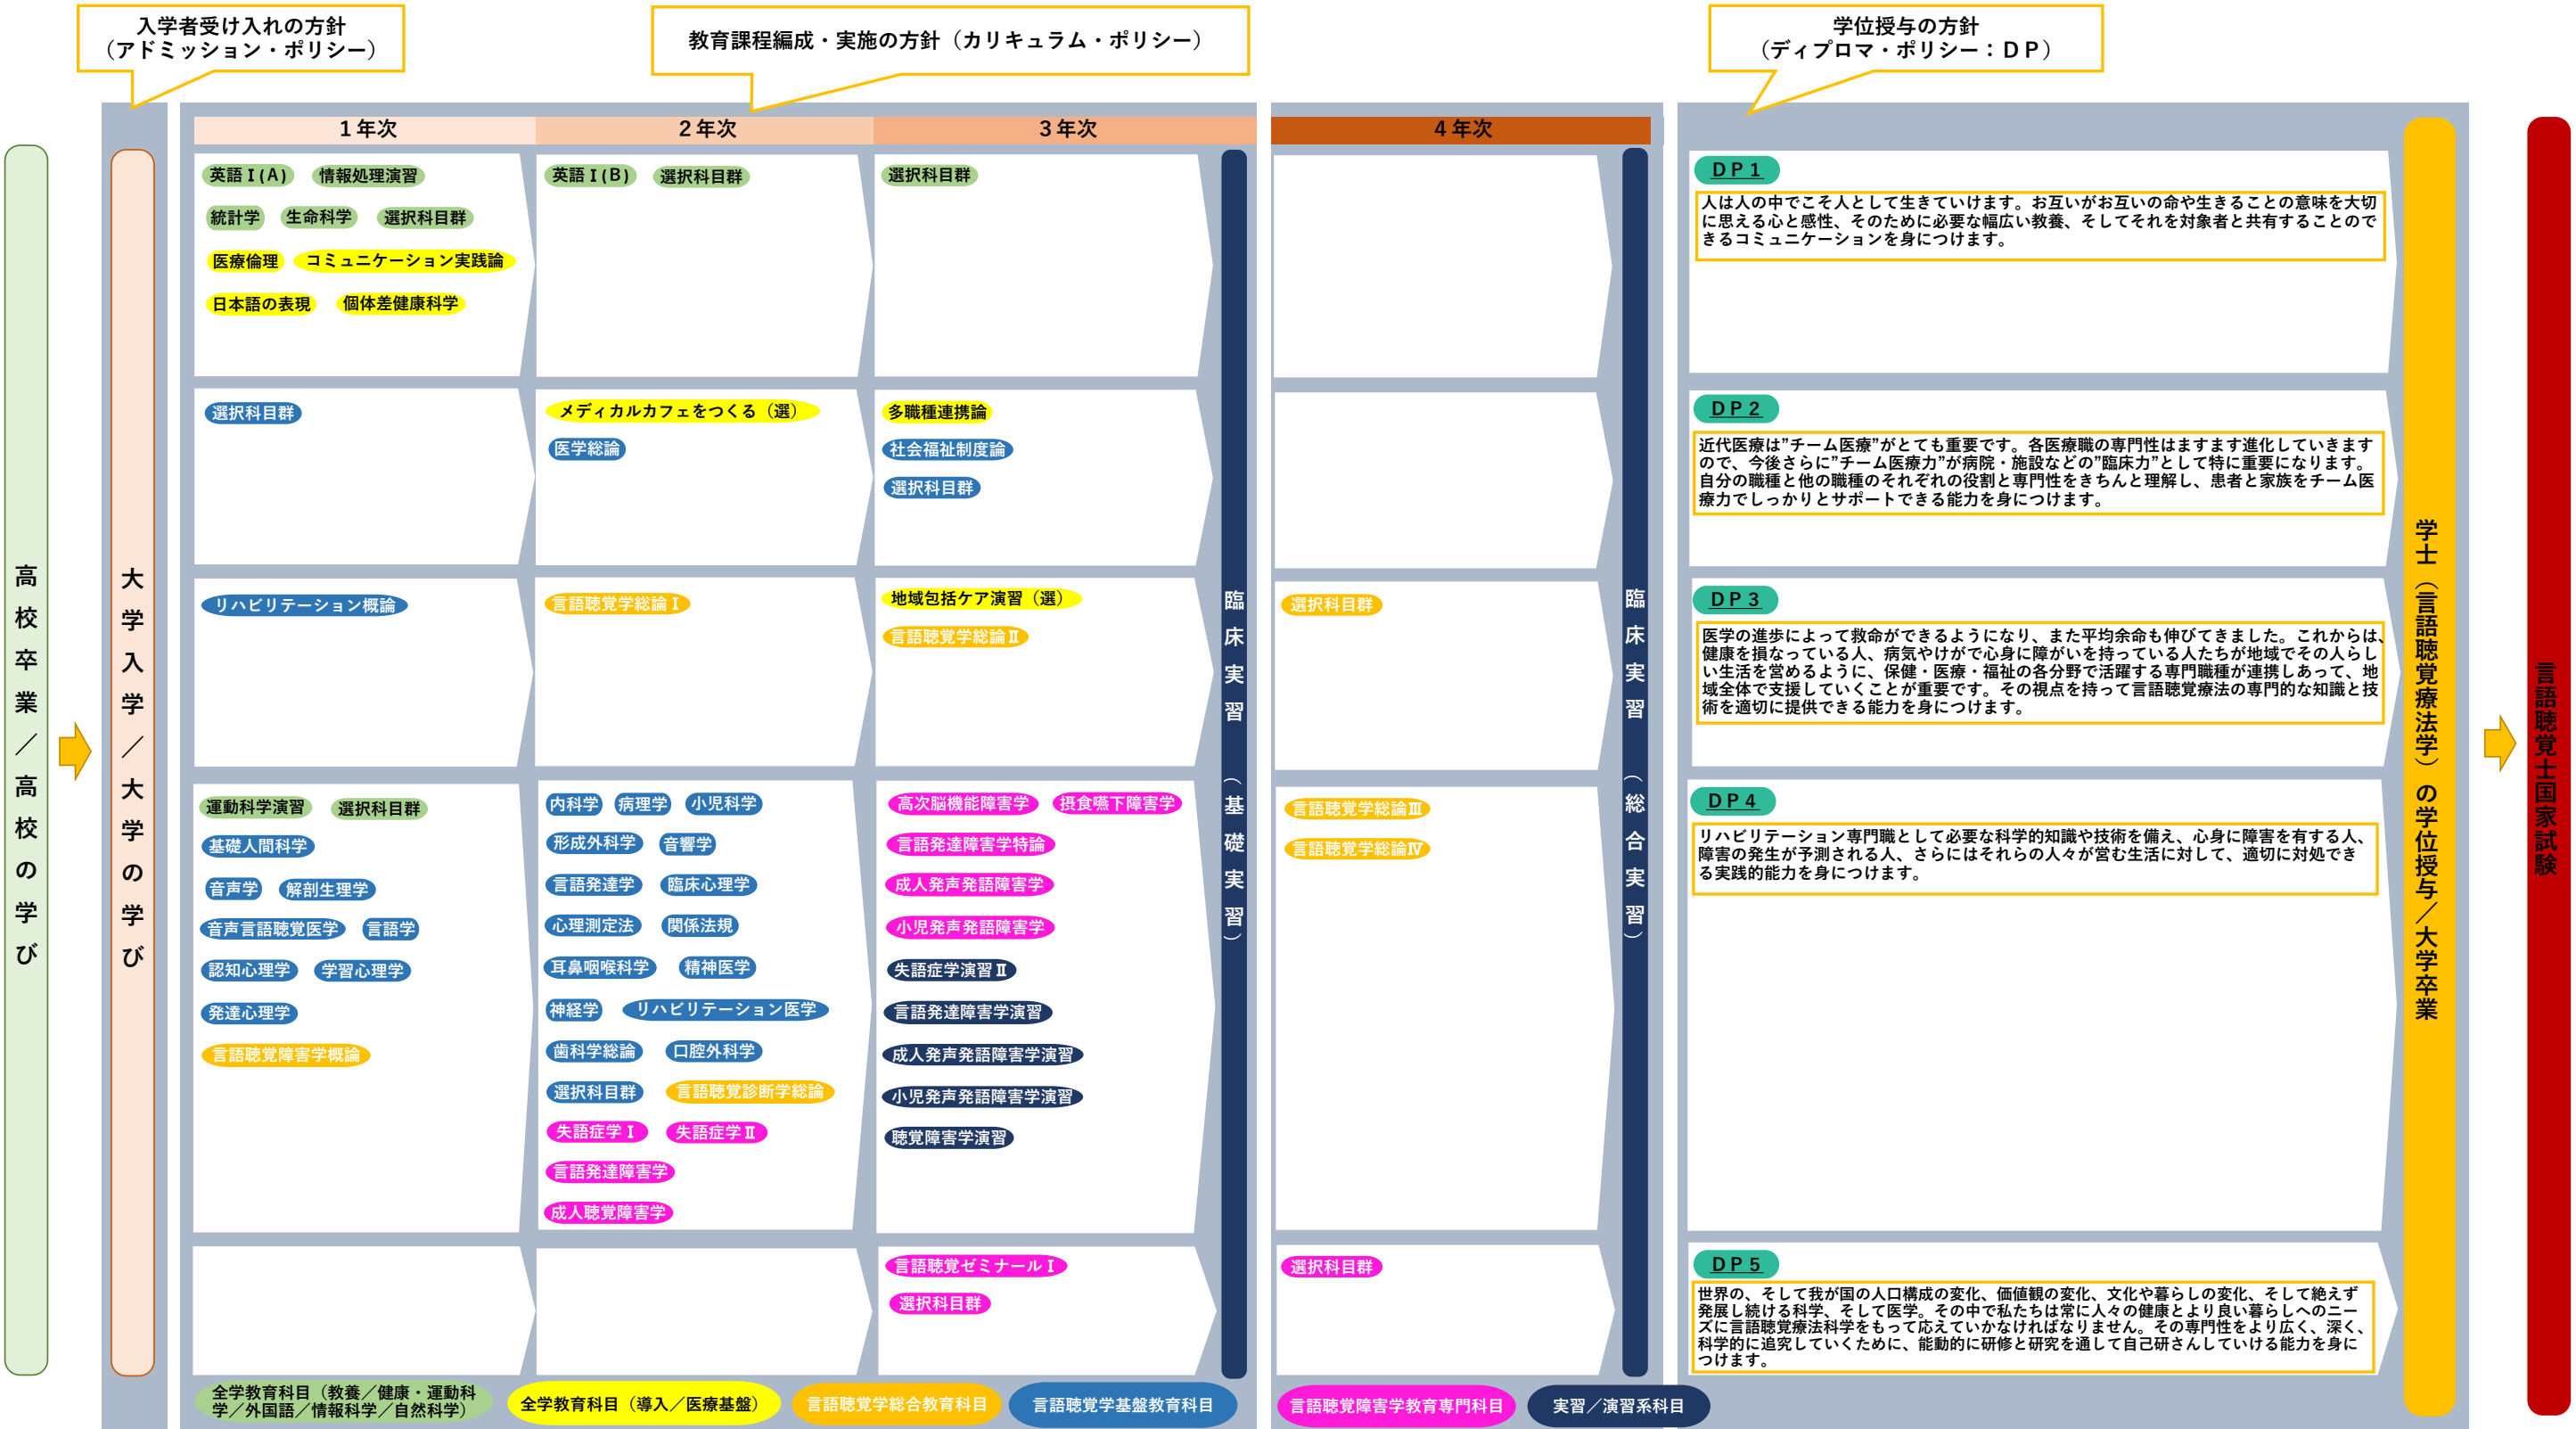 入学者受け入れの方針
（アドミッション・ポリシー）
教育課程編成・実施の方針（カリキュラム・ポリシー）
学位授与の方針
（ディプロマ・ポリシー：ＤＰ）
高校卒業／高校の学び
大学入学／大学の学び
１年次
２年次
３年次
４年次
英語Ⅰ(Ａ)
情報処理演習
統計学
生命科学
選択科目群
医療倫理
コミュニケーション実践論
日本語の表現
個体差健康科学
英語Ⅰ(Ｂ)
選択科目群
選択科目群
ＤＰ１
人は人の中でこそ人として生きていけます。お互いがお互いの命や生きることの意味を大切
に思える心と感性、そのために必要な幅広い教養、そしてそれを対象者と共有することので
きるコミュニケーションを身につけます。
選択科目群
メディカルカフェをつくる（選）
医学総論
多職種連携論
社会福祉制度論
選択科目群
ＤＰ２
近代医療は”チーム医療”がとても重要です。各医療職の専門性はますます進化していきます
ので、今後さらに”チーム医療力”が病院・施設などの”臨床力”として特に重要になります。
自分の職種と他の職種のそれぞれの役割と専門性をきちんと理解し、患者と家族をチーム医
療力でしっかりとサポートできる能力を身につけます。
リハビリテーション概論
言語聴覚学総論Ⅰ
地域包括ケア演習（選）
言語聴覚学総論Ⅱ
選択科目群
ＤＰ３
医学の進歩によって救命ができるようになり、また平均余命も伸びてきました。これからは、
健康を損なっている人、病気やけがで心身に障がいを持っている人たちが地域でその人らし
い生活を営めるように、保健・医療・福祉の各分野で活躍する専門職種が連携しあって、地
域全体で支援していくことが重要です。その視点を持って言語聴覚療法の専門的な知識と技
術を適切に提供できる能力を身につけます。
運動科学演習
選択科目群
基礎人間科学
音声学
解剖生理学
音声言語聴覚医学
言語学
認知心理学
学習心理学
発達心理学
言語聴覚障害学概論
内科学
病理学
小児科学
形成外科学
音響学
言語発達学
臨床心理学
心理測定法
関係法規
耳鼻咽喉科学
精神医学
神経学
リハビリテーション医学
歯科学総論
口腔外科学
選択科目群
言語聴覚診断学総論
失語症学Ⅰ
失語症学Ⅱ
言語発達障害学
成人聴覚障害学
高次脳機能障害学
摂食嚥下障害学
言語発達障害学特論
成人発声発語障害学
小児発声発語障害学
失語症学演習Ⅱ
言語発達障害学演習
成人発声発語障害学演習
小児発声発語障害学演習
聴覚障害学演習
言語聴覚学総論Ⅲ
言語聴覚学総論Ⅳ
ＤＰ４
リハビリテーション専門職として必要な科学的知識や技術を備え、心身に障害を有する人、
障害の発生が予測される人、さらにはそれらの人々が営む生活に対して、適切に対処でき
る実践的能力を身につけます。
言語聴覚ゼミナールⅠ
選択科目群
選択科目群
ＤＰ５
世界の、そして我が国の人口構成の変化、価値観の変化、文化や暮らしの変化、そして絶えず
発展し続ける科学、そして医学。その中で私たちは常に人々の健康とより良い暮らしへのニー
ズに言語聴覚療法科学をもって応えていかなければなりません。その専門性をより広く、深く、
科学的に追究していくために、能動的に研修と研究を通して自己研さんしていける能力を身に
つけます。
臨床実習（基礎実習）
臨床実習（総合実習）
学士（言語聴覚療法学）の学位授与／大学卒業
言語聴覚士国家試験
全学教育科目（教養／健康・運動科
学／外国語／情報科学／自然科学）
全学教育科目（導入／医療基盤）
言語聴覚学総合教育科目
言語聴覚学基盤教育科目
言語聴覚障害学教育専門科目
実習／演習系科目